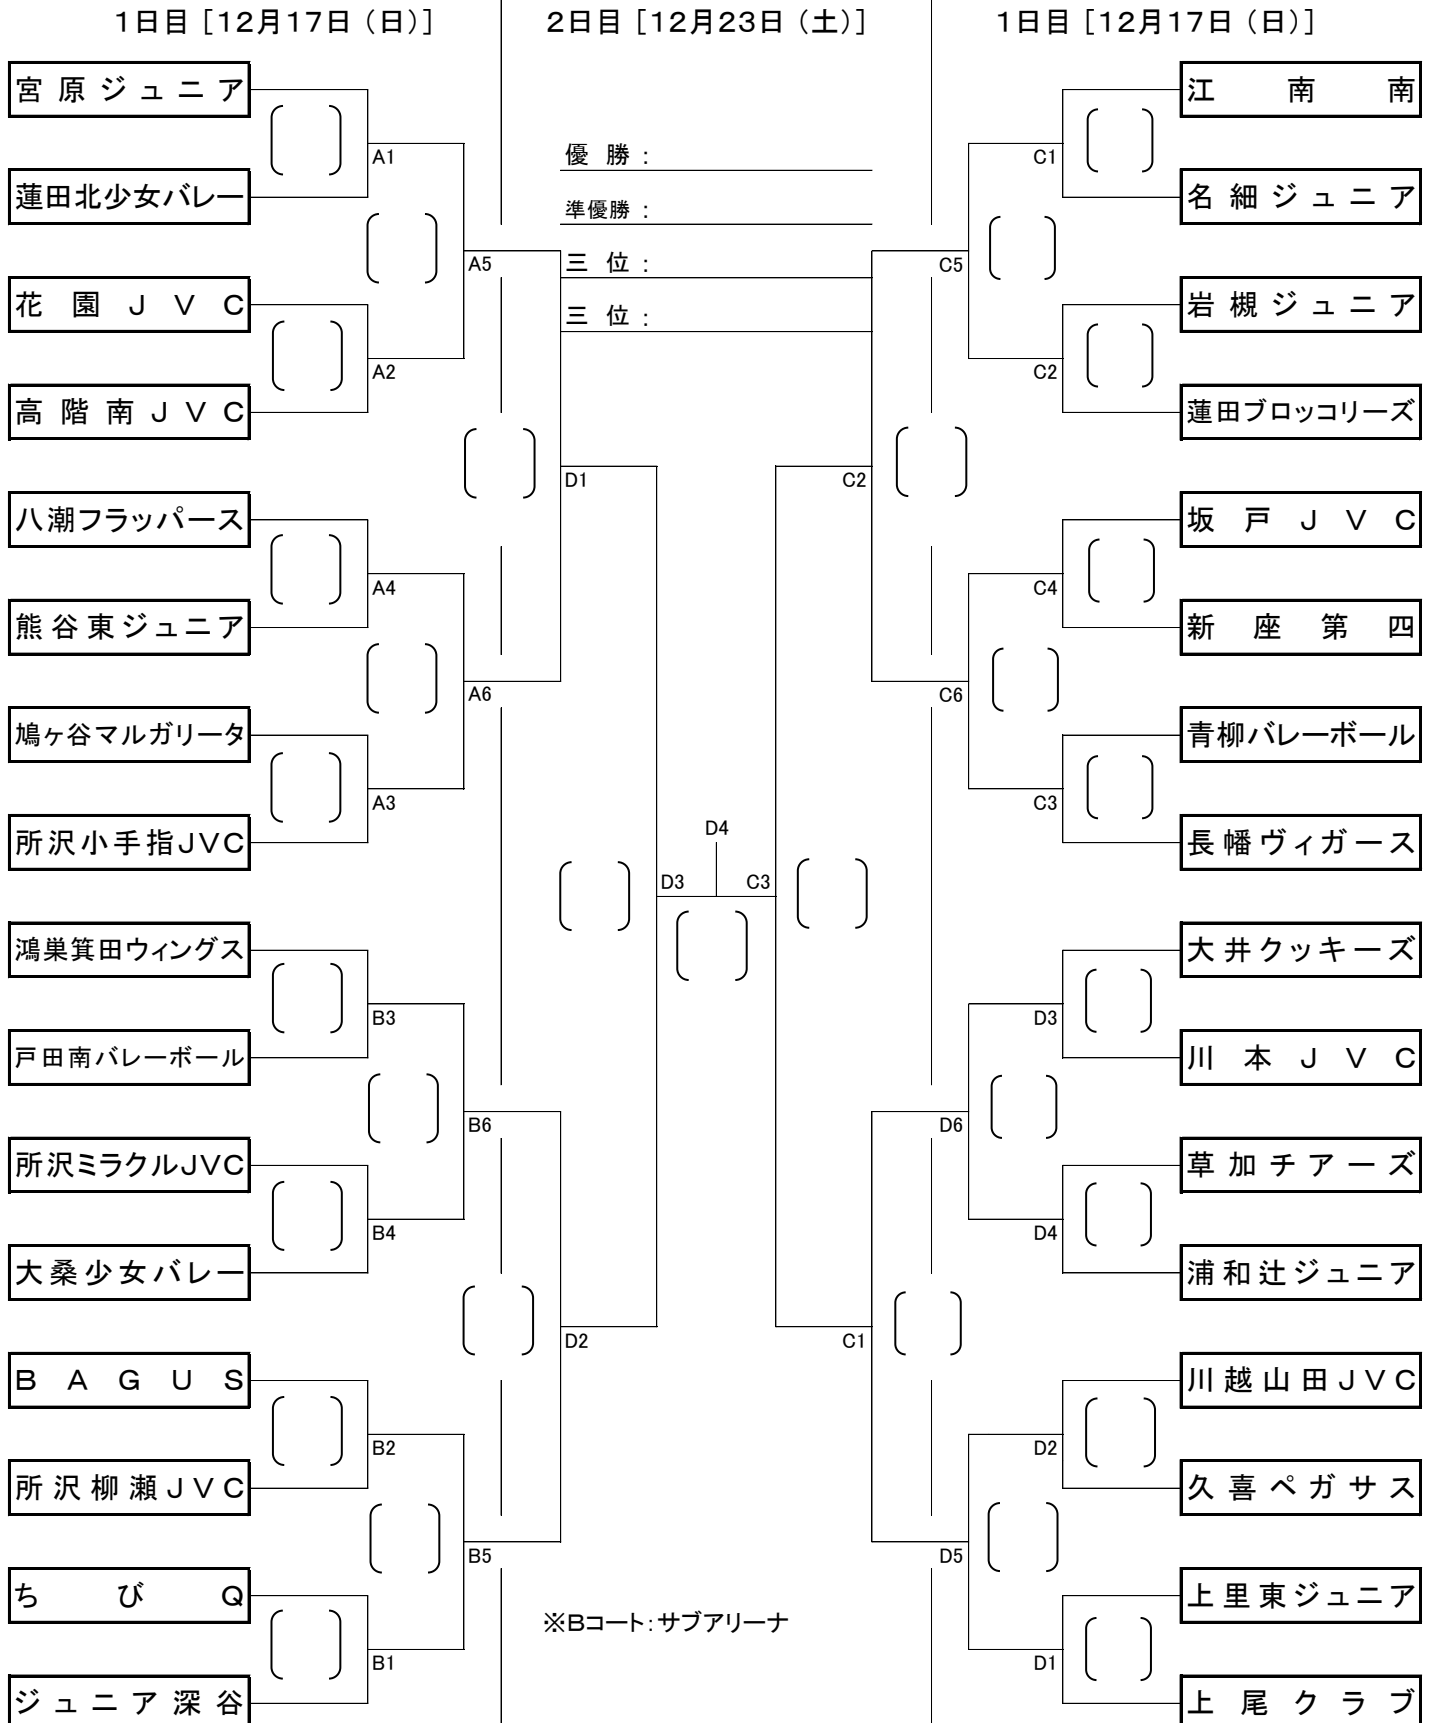 1日目［12月17日（日）］
2日目［12月23日（土）］
1日目［12月17日（日）］
宮原ジュニア
蓮田北少女バレー
花園JVC
高階南JVC
八潮フラッパース
熊谷東ジュニア
鳩ヶ谷マルガリータ
所沢小手指JVC
鴻巣箕田ウィングス
戸田南バレーボール
所沢ミラクルJVC
大桑少女バレー
BAGUS
所沢柳瀬JVC
ちびQ
ジュニア深谷
A1
A2
A4
A3
B3
B4
B2
B1
A5
A6
B6
B5
優勝：
準優勝：
三位：
三位：
D1
D2
D3
D4
C3
C2
C1
※Bコート：サブアリーナ
C5
C6
D6
D5
C1
C2
C4
C3
D3
D4
D2
D1
江南南
名細ジュニア
岩槻ジュニア
蓮田ブロッコリーズ
坂戸JVC
新座第四
青柳バレーボール
長幡ヴィガース
大井クッキーズ
川本JVC
草加チアーズ
浦和辻ジュニア
川越山田JVC
久喜ペガサス
上里東ジュニア
上尾クラブ